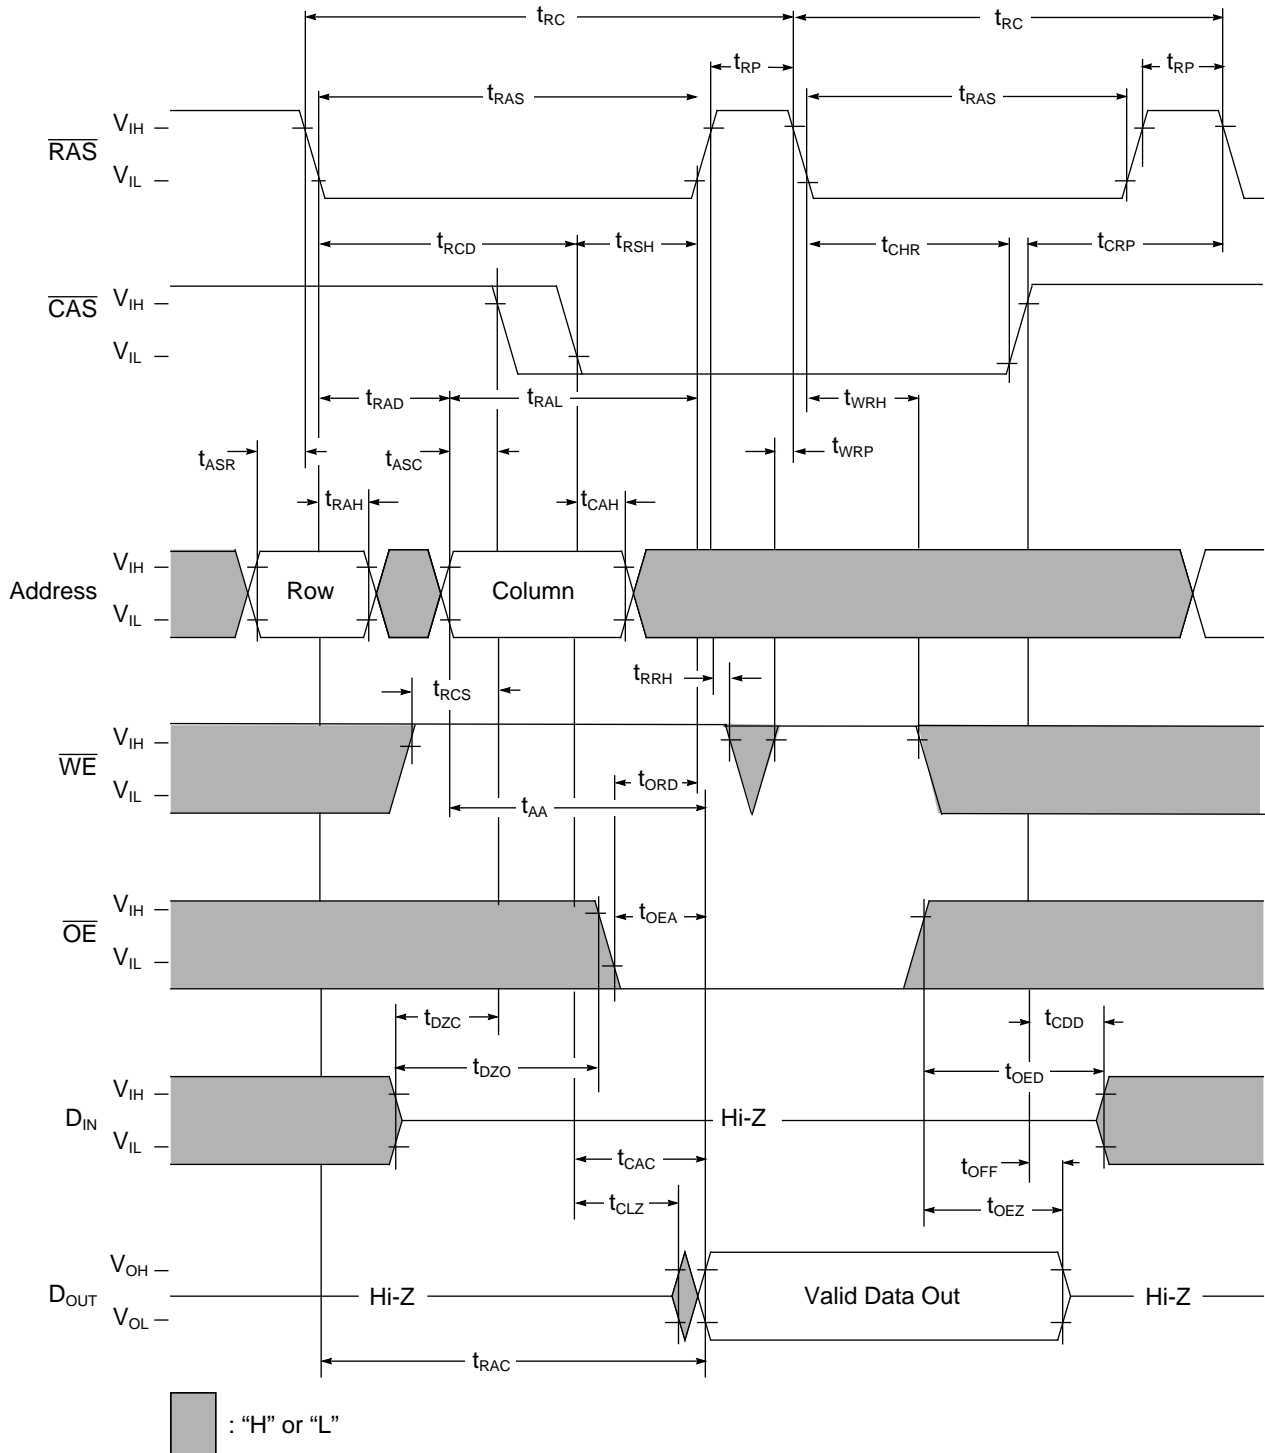 tRC tRC
tRP tRP
tRAS tRAS
RAS VIH
VIL
tRCD tRSH tCHR tCRP
CAS VIH
VIL
tRAD tRAL tWRH
tASR tASC tWRP
tRAH tCAH
Address VIH
VIL
Row Column
tRRH
tRCS
WE VIH
VIL
tORD
tAA
OE VIH
VIL
tOEA
tDZC tCDD
tDZO tOED
DIN VIH
VIL
Hi-Z
tCAC tOFF
tCLZ tOEZ
DOUT VOH
VOL
Hi-Z Valid Data Out Hi-Z
tRAC
: “H” or “L”